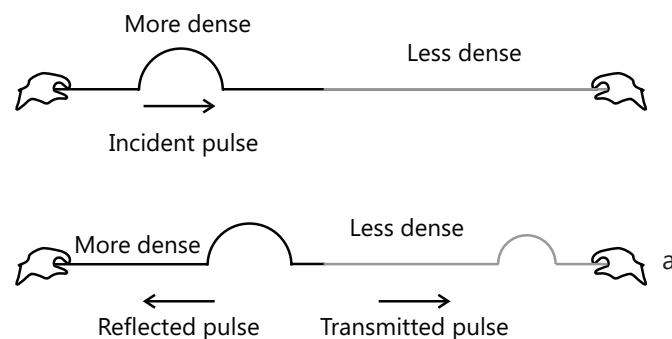 More dense
Less dense
Incident pulse
More dense
Less dense
a
Reflected pulse
Transmitted pulse